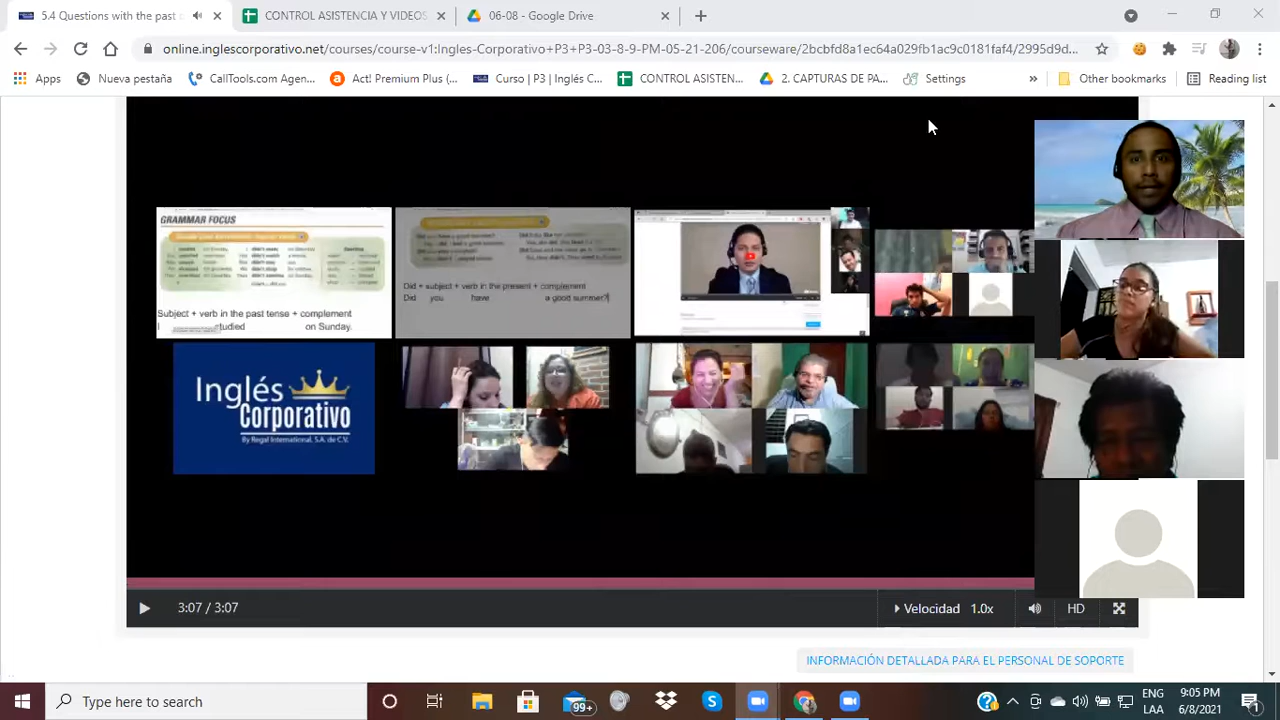 5.4 Questions with the past
CONTROL ASISTENCIA Y VIDEOS
06-08 - Google Drive
online.inglescorporativo.net/courses/course-v1:Ingles-Corporativo+P3+P3-03-8-9-PM-05-21-206/courseware/2bcbfd8a1ec64a029fb1ac9c0181faf4/2995d9d...
Apps
Nueva pestaña
CallTools.com Agen...
Act! Premium Plus (...
Curso | P3 | Inglés C...
CONTROL ASISTEN...
2. CAPTURAS DE PA...
Settings
»
Other bookmarks
Reading list
GRAMMAR FOCUS
Subject + verb in the past tense + complement
I studied on Sunday.
Did + subject + verb in the present + complement
Did you have a good summer?
Inglés
Corporativo
By Regal International, S.A. de C.V.
3:07 / 3:07
Velocidad 1.0x
HD
INFORMACIÓN DETALLADA PARA EL PERSONAL DE SOPORTE
Type here to search
99+
ENG
LAA
9:05 PM
6/8/2021
1